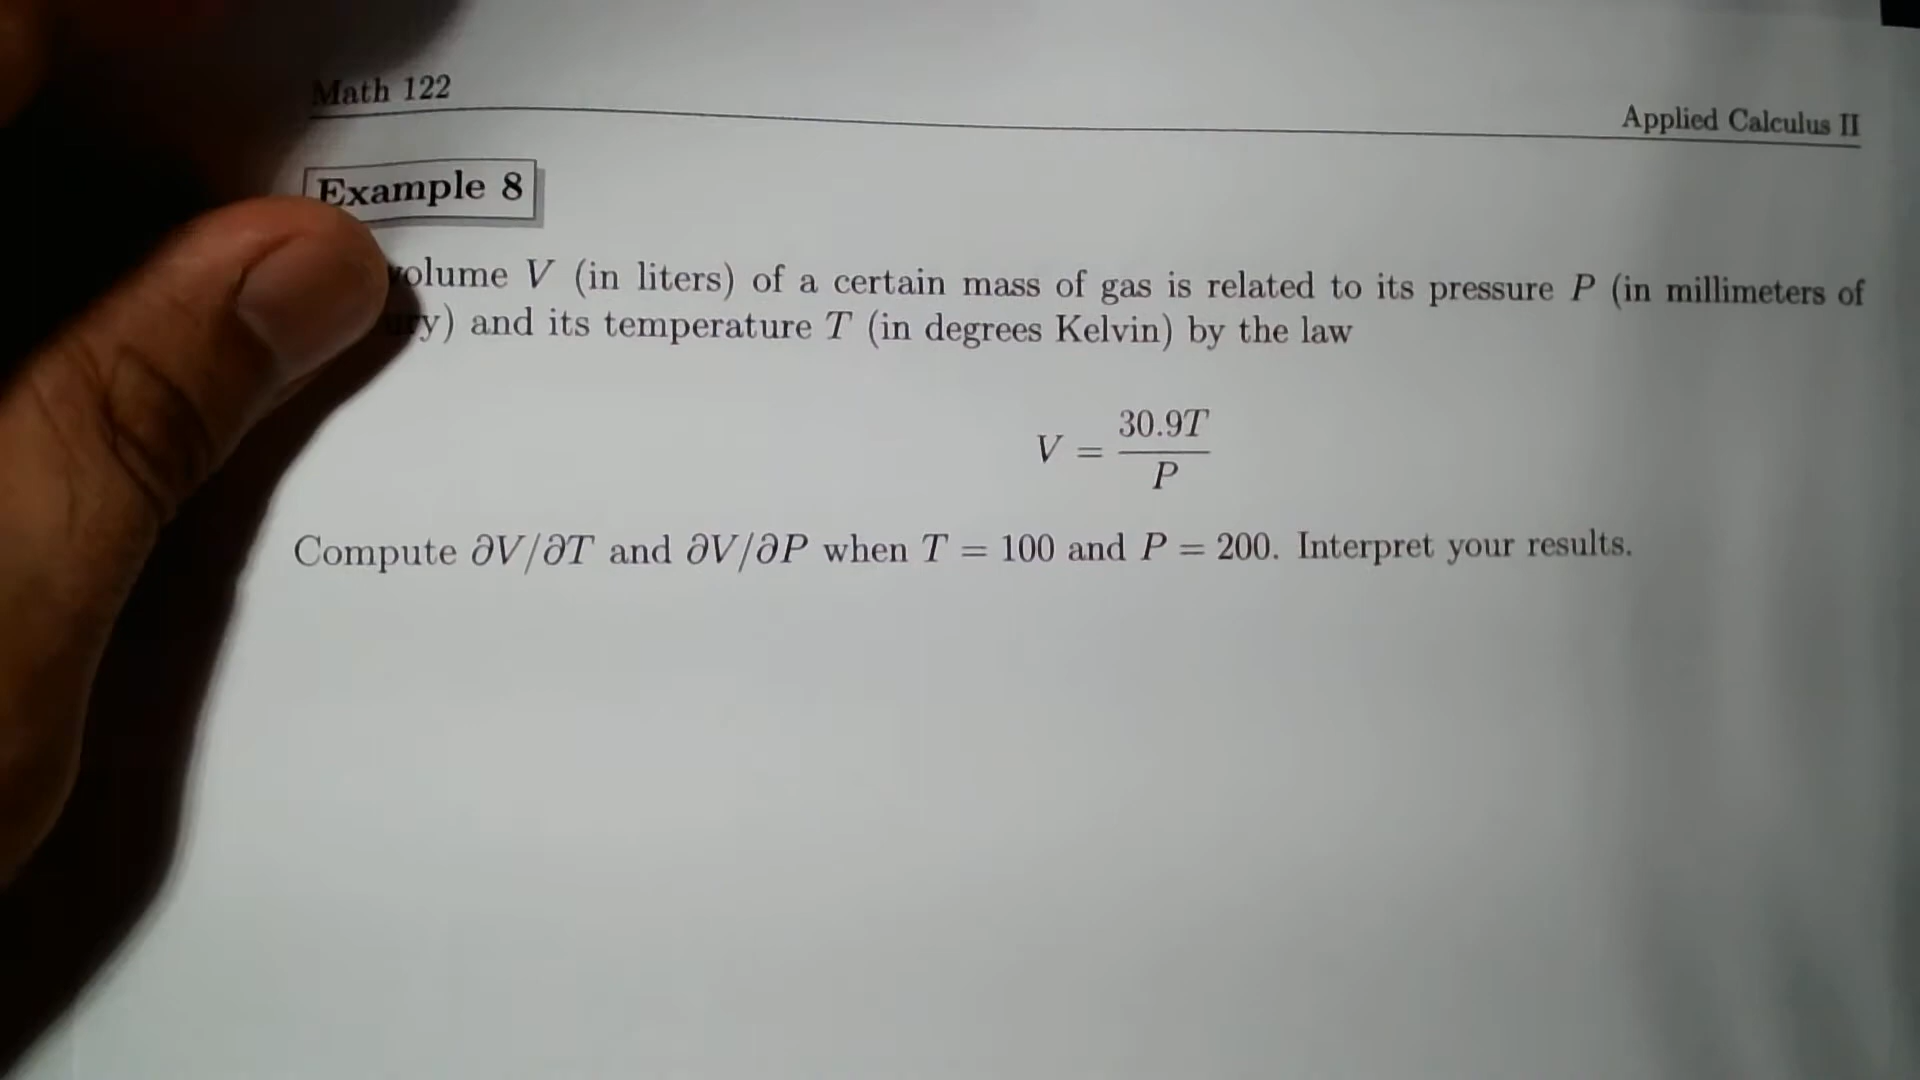 Math 122
Applied Calculus II
Example 8
volume V (in liters) of a certain mass of gas is related to its pressure P (in millimeters of
ury) and its temperature T (in degrees Kelvin) by the law
V = 30.9T / P
Compute ∂V/∂T and ∂V/∂P when T = 100 and P = 200. Interpret your results.